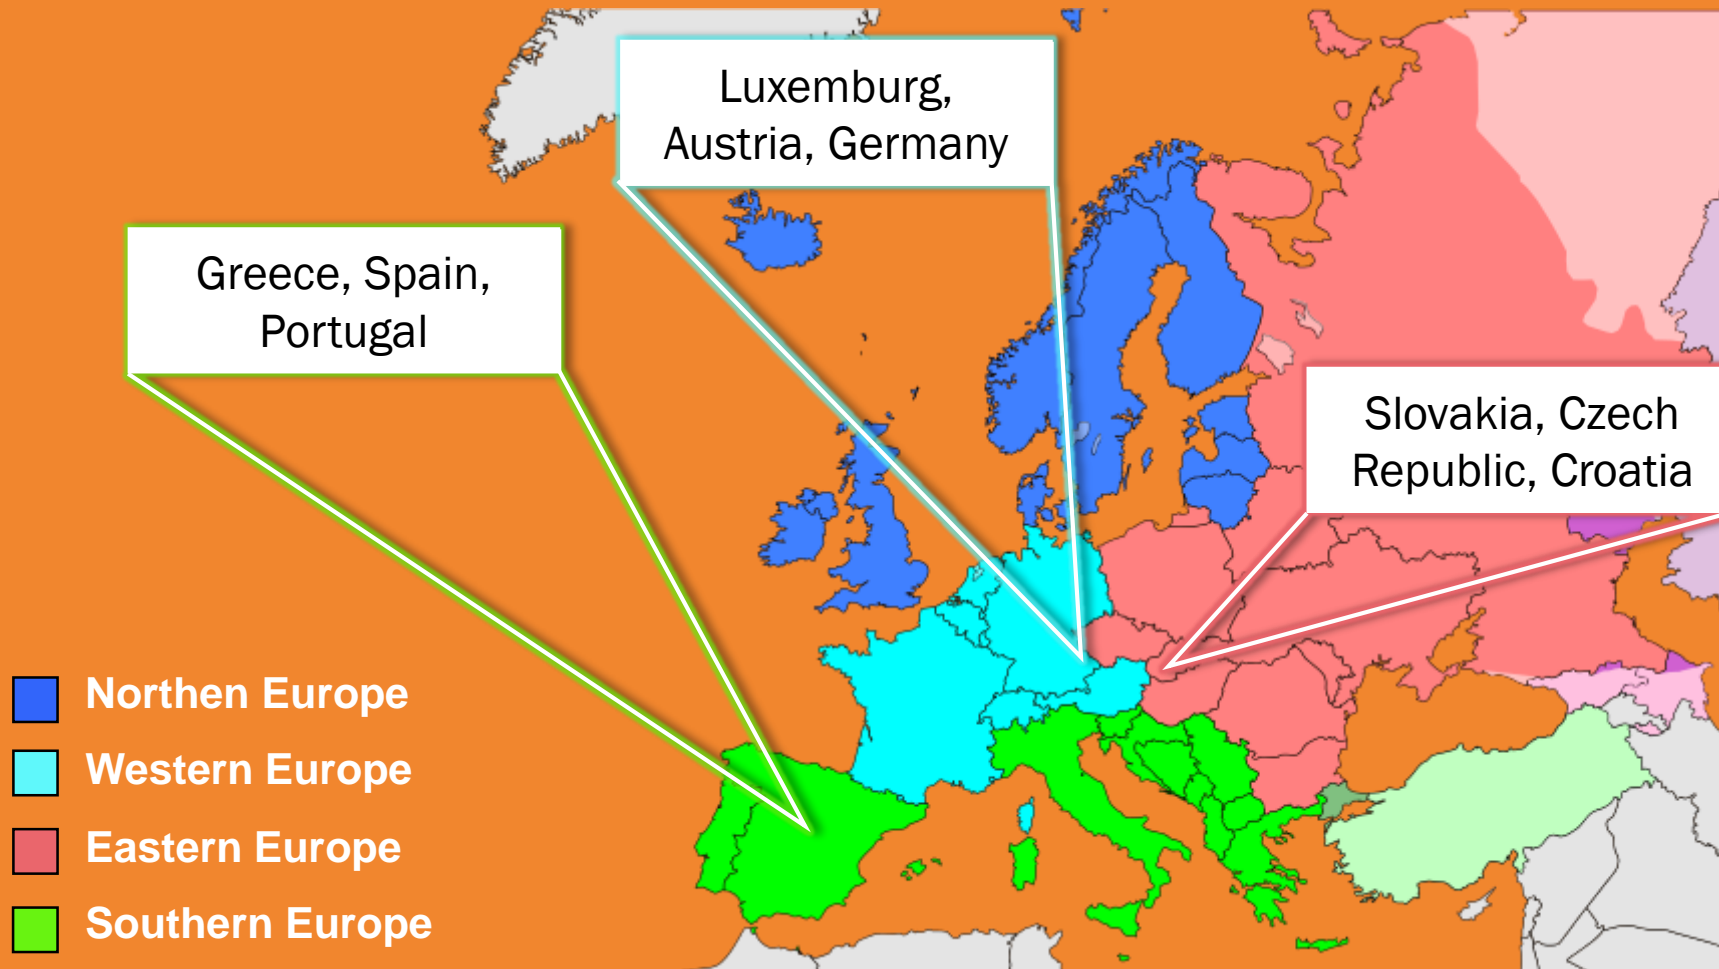 Luxemburg,
Austria, Germany
Greece, Spain,
Portugal
Slovakia, Czech
Republic, Croatia
Northen Europe
Western Europe
Eastern Europe
Southern Europe